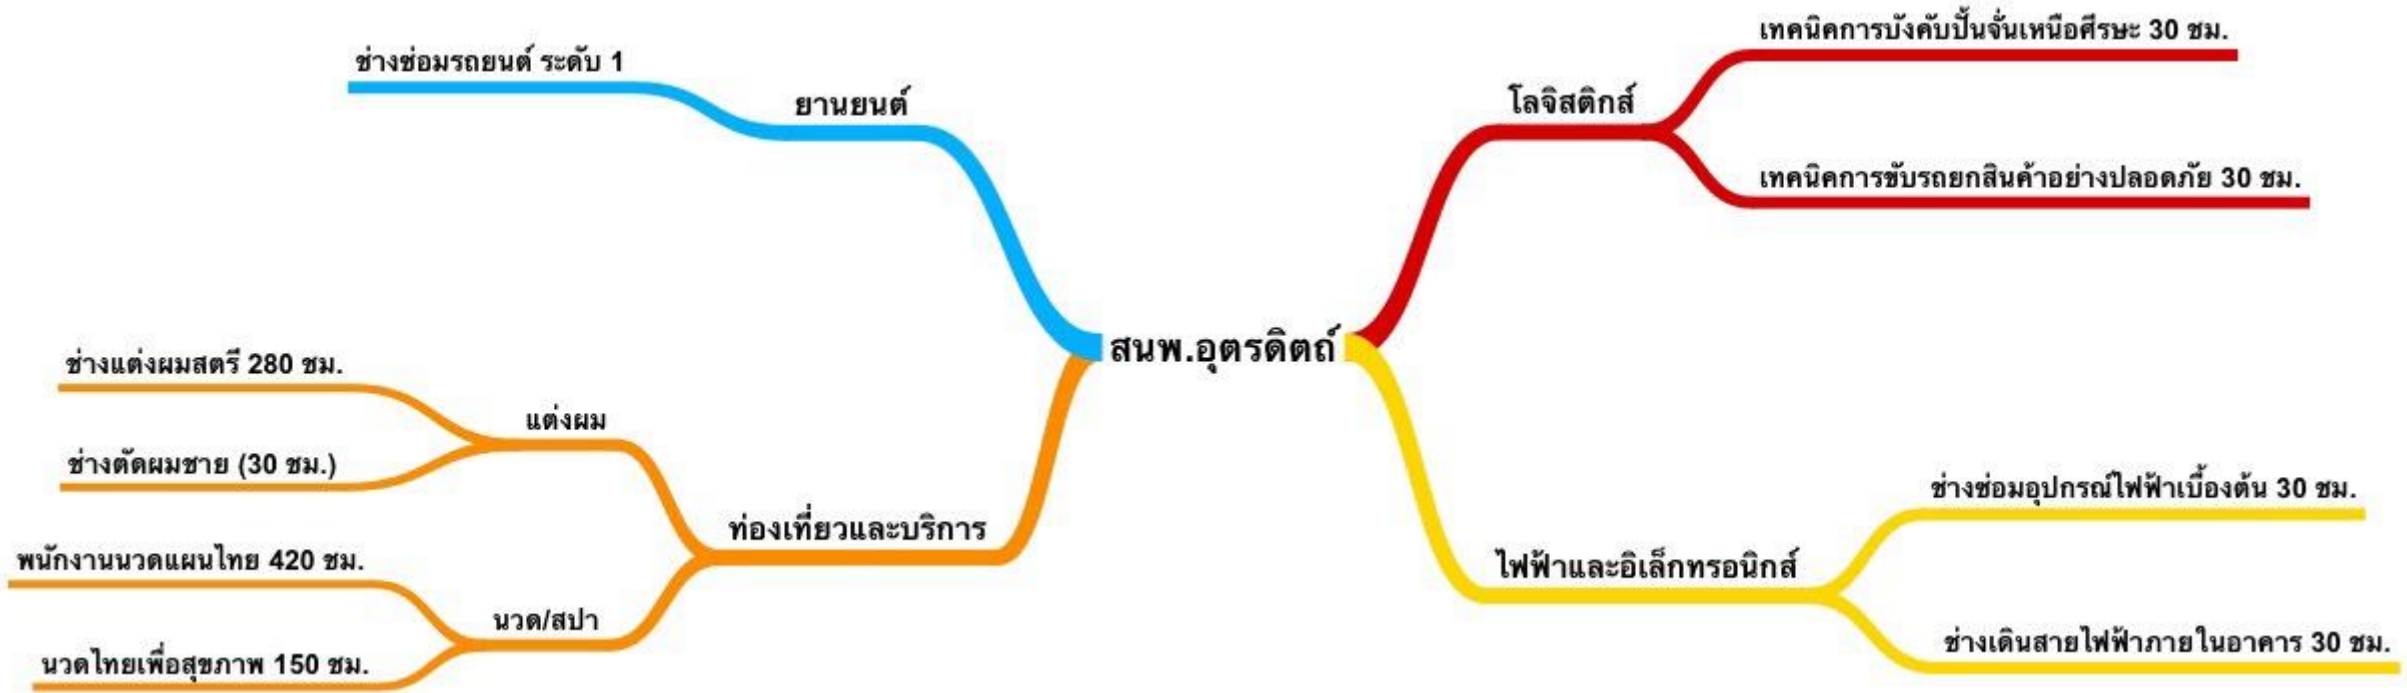 เทคนิคการบังคับปั้นจั่นเหนือศีรษะ 30 ชม.
ช่างซ่อมรถยนต์ ระดับ 1
ยานยนต์
โลจิสติกส์
เทคนิคการขับรถยกสินค้าอย่างปลอดภัย 30 ชม.
สนพ.อุตรดิตถ์
ช่างแต่งผมสตรี 280 ชม.
แต่งผม
ช่างตัดผมชาย (30 ชม.)
ท่องเที่ยวและบริการ
พนักงานนวดแผนไทย 420 ชม.
นวด/สปา
นวดไทยเพื่อสุขภาพ 150 ชม.
ช่างซ่อมอุปกรณ์ไฟฟ้าเบื้องต้น 30 ชม.
ไฟฟ้าและอิเล็กทรอนิกส์
ช่างเดินสายไฟฟ้าภายในอาคาร 30 ชม.